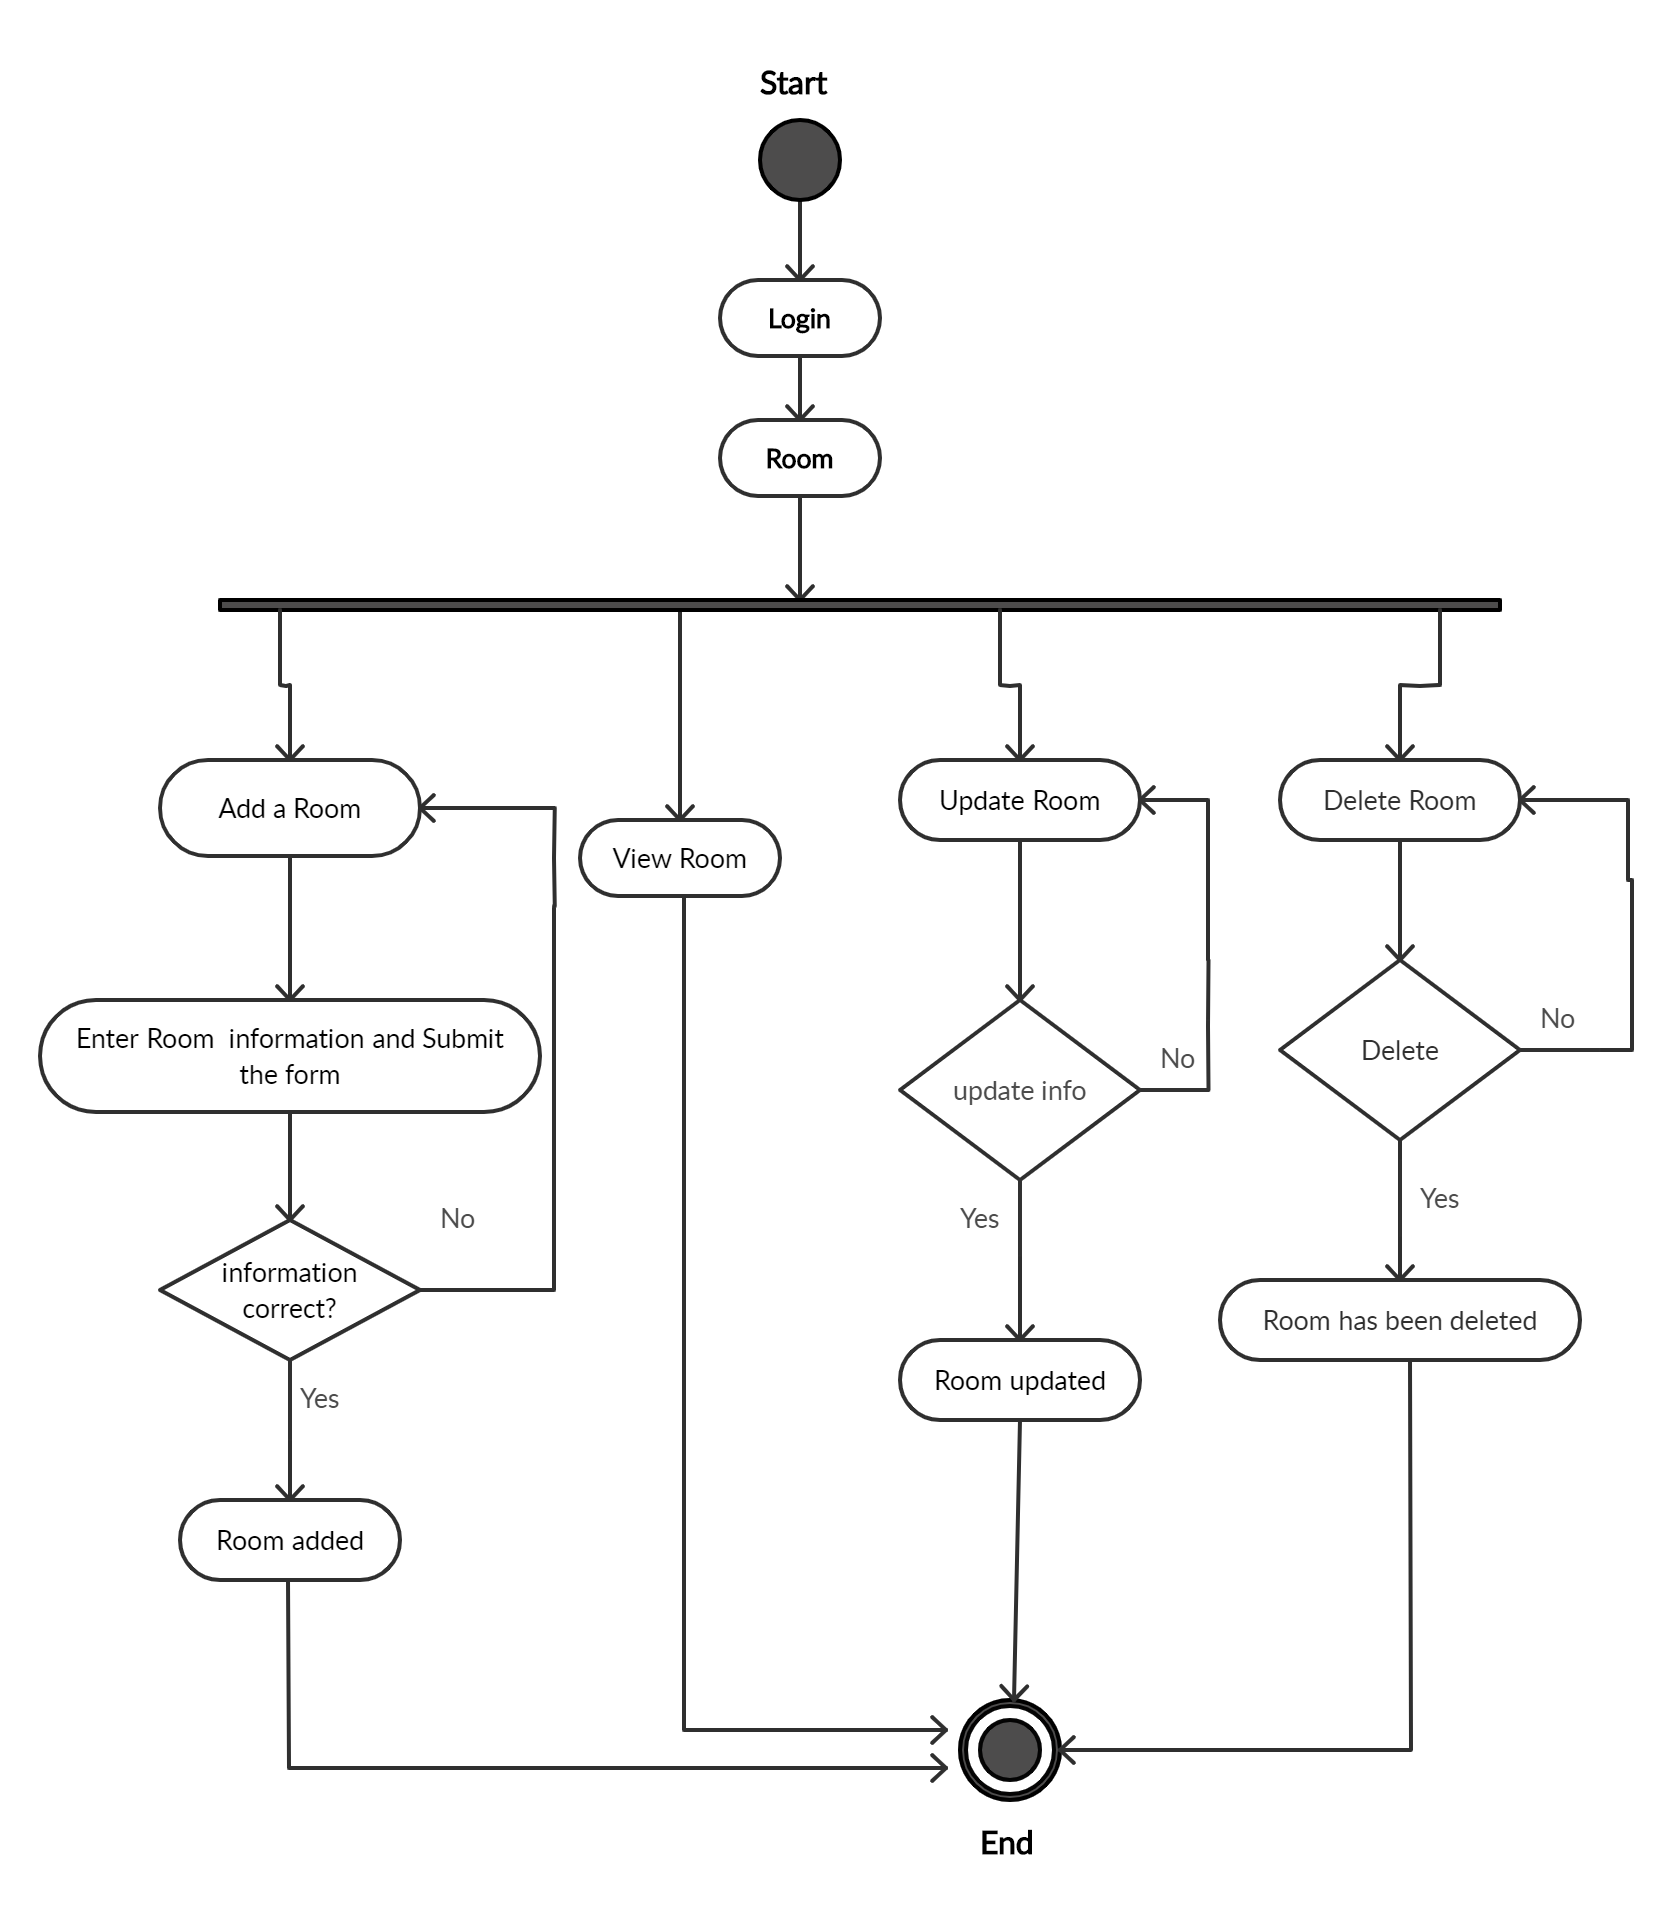 Start
Login
Room
Add a Room
View Room
Update Room
Delete Room
Enter Room  information and Submit
the form
No
update info
No
Delete
No
information
correct?
Yes
Yes
Yes
Room added
Room updated
Room has been deleted
End